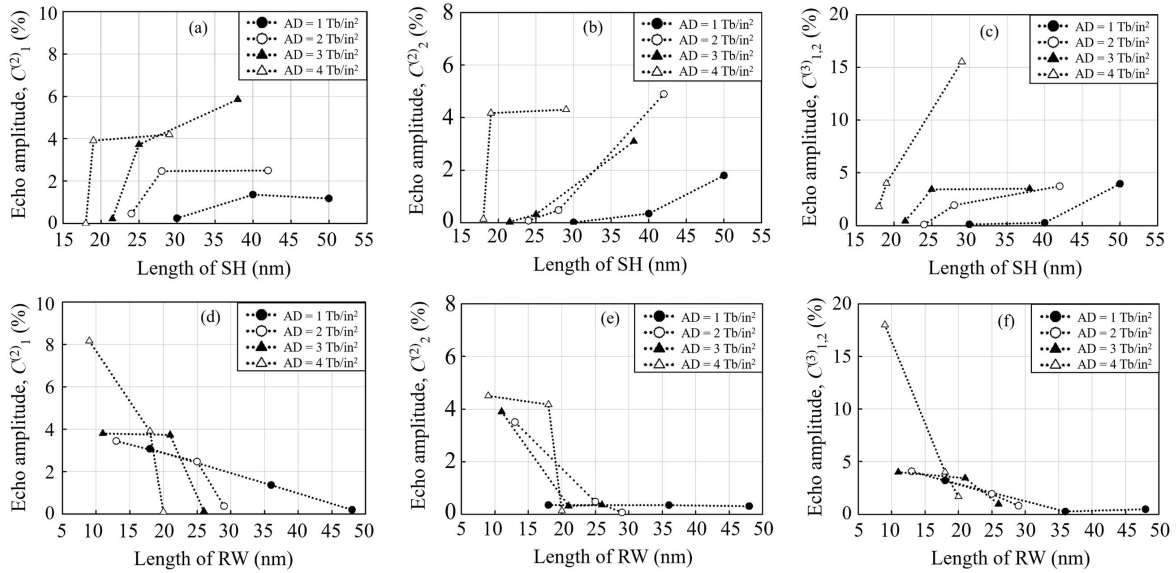 Echo amplitude, C⁽²⁾₁ (%)
10
8
6
4
2
0
(a)
AD = 1 Tb/in²
AD = 2 Tb/in²
AD = 3 Tb/in²
AD = 4 Tb/in²
15 20 25 30 35 40 45 50 55
Length of SH (nm)
Echo amplitude, C⁽²⁾₂ (%)
8
6
4
2
0
(b)
AD = 1 Tb/in²
AD = 2 Tb/in²
AD = 3 Tb/in²
AD = 4 Tb/in²
15 20 25 30 35 40 45 50 55
Length of SH (nm)
Echo amplitude, C⁽³⁾₁,₂ (%)
20
15
10
5
0
(c)
AD = 1 Tb/in²
AD = 2 Tb/in²
AD = 3 Tb/in²
AD = 4 Tb/in²
15 20 25 30 35 40 45 50 55
Length of SH (nm)
Echo amplitude, C⁽²⁾₁ (%)
10
8
6
4
2
0
(d)
AD = 1 Tb/in²
AD = 2 Tb/in²
AD = 3 Tb/in²
AD = 4 Tb/in²
5 10 15 20 25 30 35 40 45 50
Length of RW (nm)
Echo amplitude, C⁽²⁾₂ (%)
8
6
4
2
0
(e)
AD = 1 Tb/in²
AD = 2 Tb/in²
AD = 3 Tb/in²
AD = 4 Tb/in²
5 10 15 20 25 30 35 40 45 50
Length of RW (nm)
Echo amplitude, C⁽³⁾₁,₂ (%)
20
15
10
5
0
(f)
AD = 1 Tb/in²
AD = 2 Tb/in²
AD = 3 Tb/in²
AD = 4 Tb/in²
5 10 15 20 25 30 35 40 45 50
Length of RW (nm)